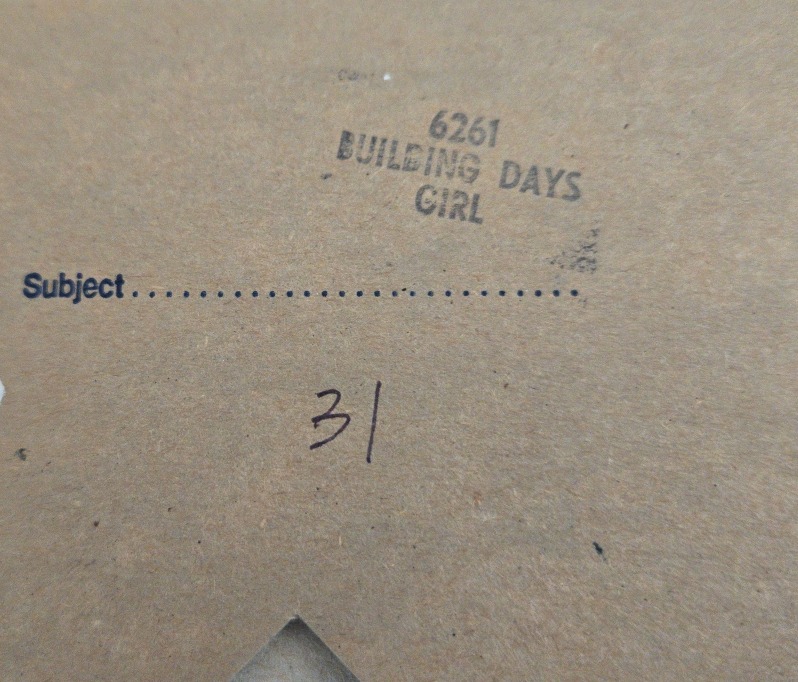 6261
BUILDING DAYS
GIRL
Subject............................
31